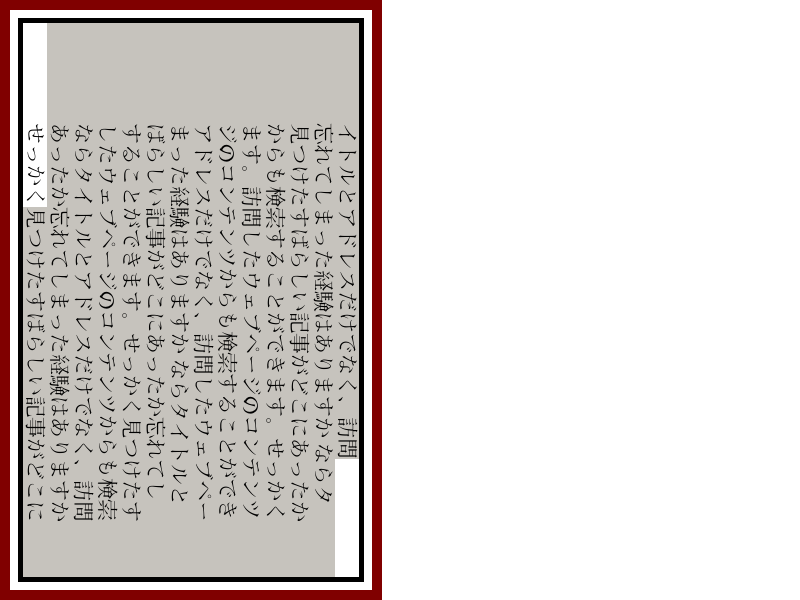 せっかく見つけたすばらしい記事がどこに
あったか忘れてしまった経験はありますか
ならタイトルとアドレスだけでなく、訪問
したウェブページのコンテンツからも検索
することができます。せっかく見つけたす
ばらしい記事がどこにあったか忘れてし
まった経験はありますかならタイトルと
アドレスだけでなく、訪問したウェブペー
ジのコンテンツからも検索することができ
ます。訪問したウェブページのコンテンツ
からも検索することができます。せっかく
見つけたすばらしい記事がどこにあったか
忘れてしまった経験はありますかならタ
イトルとアドレスだけでなく、訪問